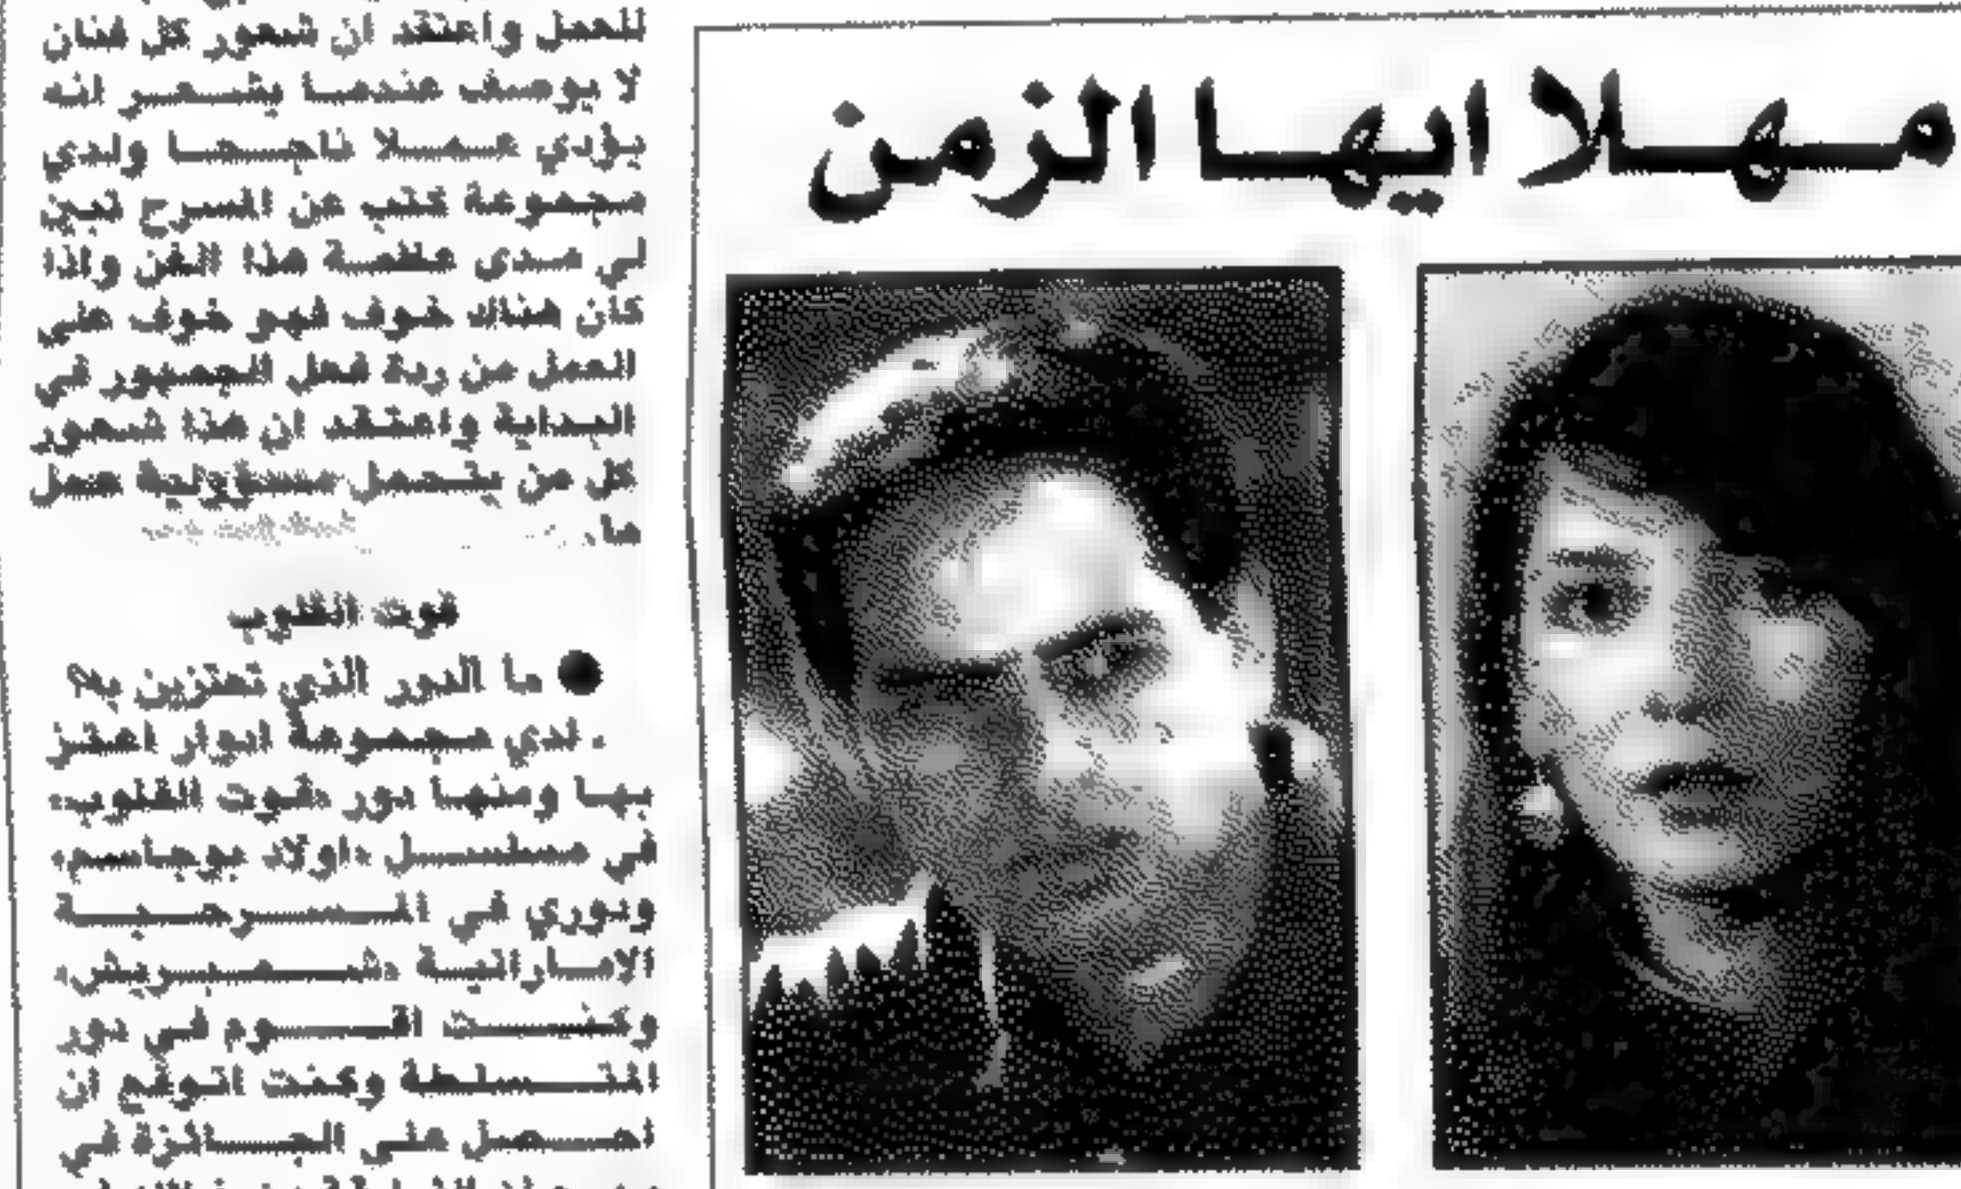 مهلا ايها الزمن
للعمل واعتقد ان شعور كل فنان
لا يوصف عندما يشعر انه
يؤدي عملا ناجحا ولدي
مجموعة كتب عن المسرح تبين
لي مدى عظمة هذا الفن واذا
كان هناك خوف فهو خوف على
العمل من ردة فعل الجمهور في
البداية واعتقد ان هذا شعور
كل من يتحمل مسؤولية عمل
ما.
قوت القلوب
● ما الدور الذي تعتزين به؟
. لدي مجموعة ادوار اعتز
بها ومنها دور «قوت القلوب»
في مسلسل «اولاد بوجاسم»
ودوري في المسرحية
الاماراتية
وكنت اقوم في دور
المتسلطة وكنت اتوقع ان
احصل على الجائزة في